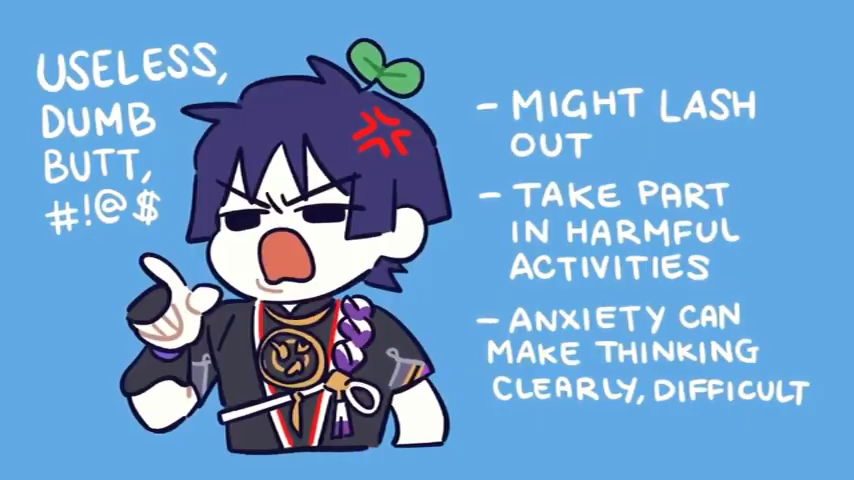 USELESS,
DUMB
BUTT,
#!@$
- MIGHT LASH
OUT
- TAKE PART
IN HARMFUL
ACTIVITIES
- ANXIETY CAN
MAKE THINKING
CLEARLY, DIFFICULT